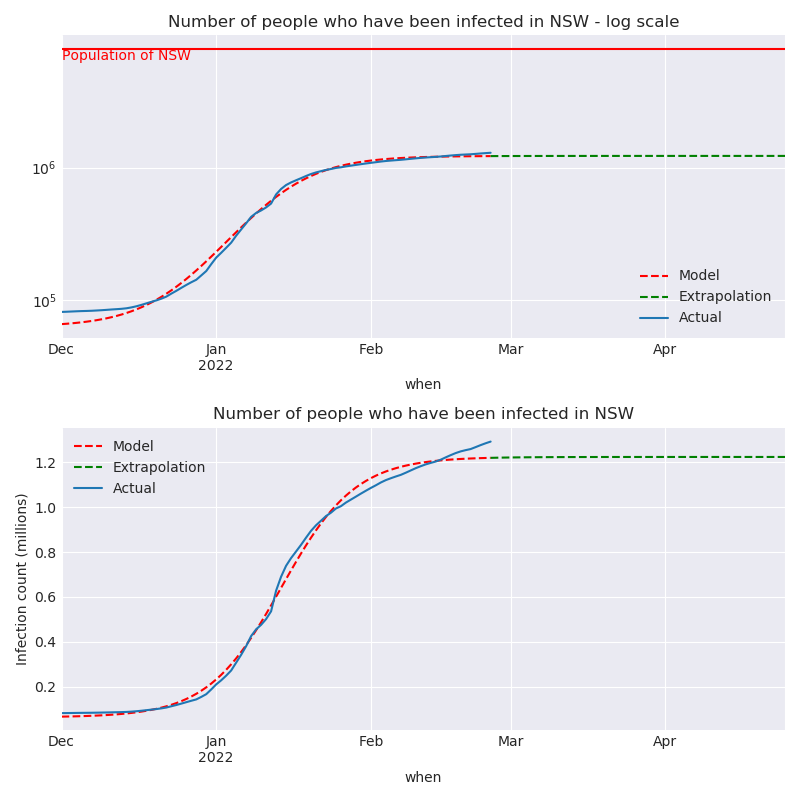 Number of people who have been infected in NSW - log scale
Population of NSW
10^6
10^5
Model
Extrapolation
Actual
Dec Jan Feb Mar Apr
2022
when
Number of people who have been infected in NSW
Infection count (millions)
Model
Extrapolation
Actual
1.2
1.0
0.8
0.6
0.4
0.2
Dec Jan Feb Mar Apr
2022
when